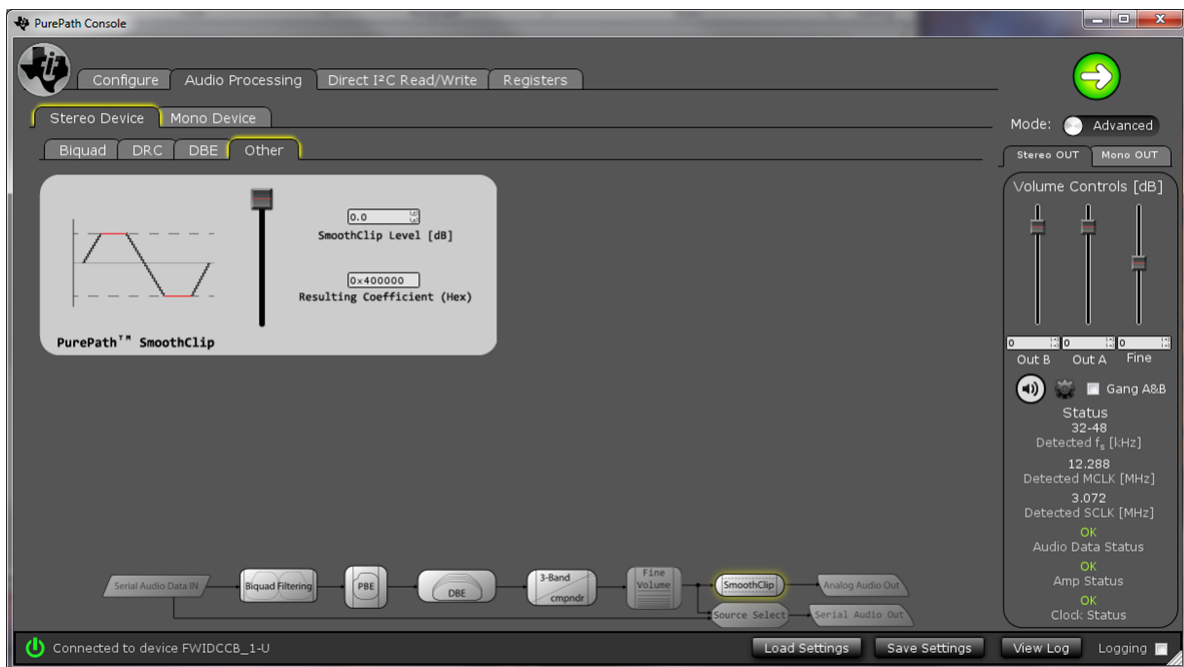 PurePath Console
Configure
Audio Processing
Direct I²C Read/Write
Registers
Stereo Device
Mono Device
Mode:
Advanced
Biquad
DRC
DBE
Other
Stereo OUT
Mono OUT
0.0
SmoothClip Level [dB]
0x400000
Resulting Coefficient (Hex)
PurePath™ SmoothClip
Volume Controls [dB]
0
0
0
Out B
Out A
Fine
Gang A&B
Status
32-48
Detected fs [kHz]
12.288
Detected MCLK [MHz]
3.072
Detected SCLK [MHz]
OK
Audio Data Status
OK
Amp Status
OK
Clock Status
Serial Audio Data IN
Biquad Filtering
PBE
DBE
3-Band
cmpndr
Fine
Volume
SmoothClip
Analog Audio Out
Source Select
Serial Audio Out
Connected to device FWIDCCB_1-U
Load Settings
Save Settings
View Log
Logging